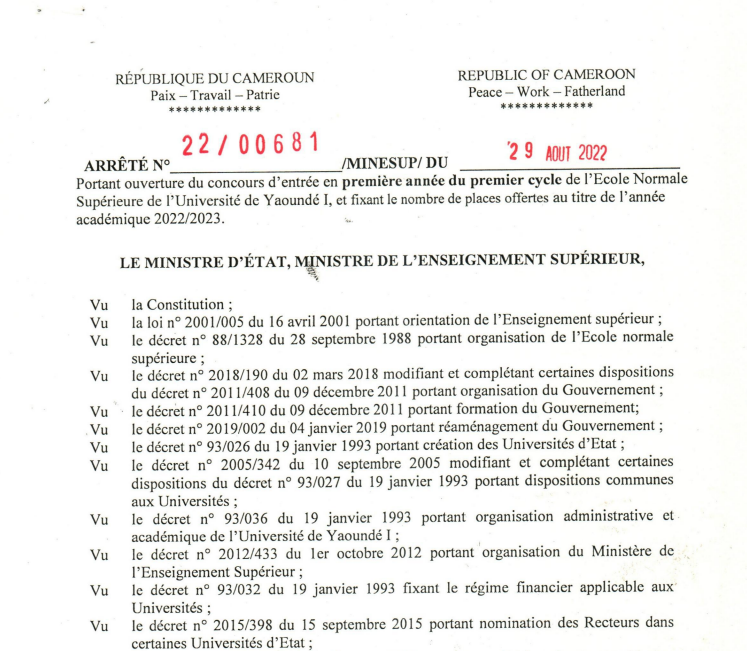 RÉPUBLIQUE DU CAMEROUN
Paix – Travail – Patrie
*************
REPUBLIC OF CAMEROON
Peace – Work – Fatherland
*************
ARRÊTÉ N° 22/00681 /MINESUP/ DU '29 AOUT 2022
Portant ouverture du concours d'entrée en première année du premier cycle de l'Ecole Normale
Supérieure de l'Université de Yaoundé I, et fixant le nombre de places offertes au titre de l'année
académique 2022/2023.
LE MINISTRE D'ÉTAT, MINISTRE DE L'ENSEIGNEMENT SUPÉRIEUR,
Vu la Constitution ;
Vu la loi n° 2001/005 du 16 avril 2001 portant orientation de l'Enseignement supérieur ;
Vu le décret n° 88/1328 du 28 septembre 1988 portant organisation de l'Ecole normale
supérieure ;
Vu le décret n° 2018/190 du 02 mars 2018 modifiant et complétant certaines dispositions
du décret n° 2011/408 du 09 décembre 2011 portant organisation du Gouvernement ;
Vu le décret n° 2011/410 du 09 décembre 2011 portant formation du Gouvernement;
Vu le décret n° 2019/002 du 04 janvier 2019 portant réaménagement du Gouvernement ;
Vu le décret n° 93/026 du 19 janvier 1993 portant création des Universités d'Etat ;
Vu le décret n° 2005/342 du 10 septembre 2005 modifiant et complétant certaines
dispositions du décret n° 93/027 du 19 janvier 1993 portant dispositions communes
aux Universités ;
Vu le décret n° 93/036 du 19 janvier 1993 portant organisation administrative et
académique de l'Université de Yaoundé I ;
Vu le décret n° 2012/433 du 1er octobre 2012 portant organisation du Ministère de
l'Enseignement Supérieur ;
Vu le décret n° 93/032 du 19 janvier 1993 fixant le régime financier applicable aux
Universités ;
Vu le décret n° 2015/398 du 15 septembre 2015 portant nomination des Recteurs dans
certaines Universités d'Etat ;